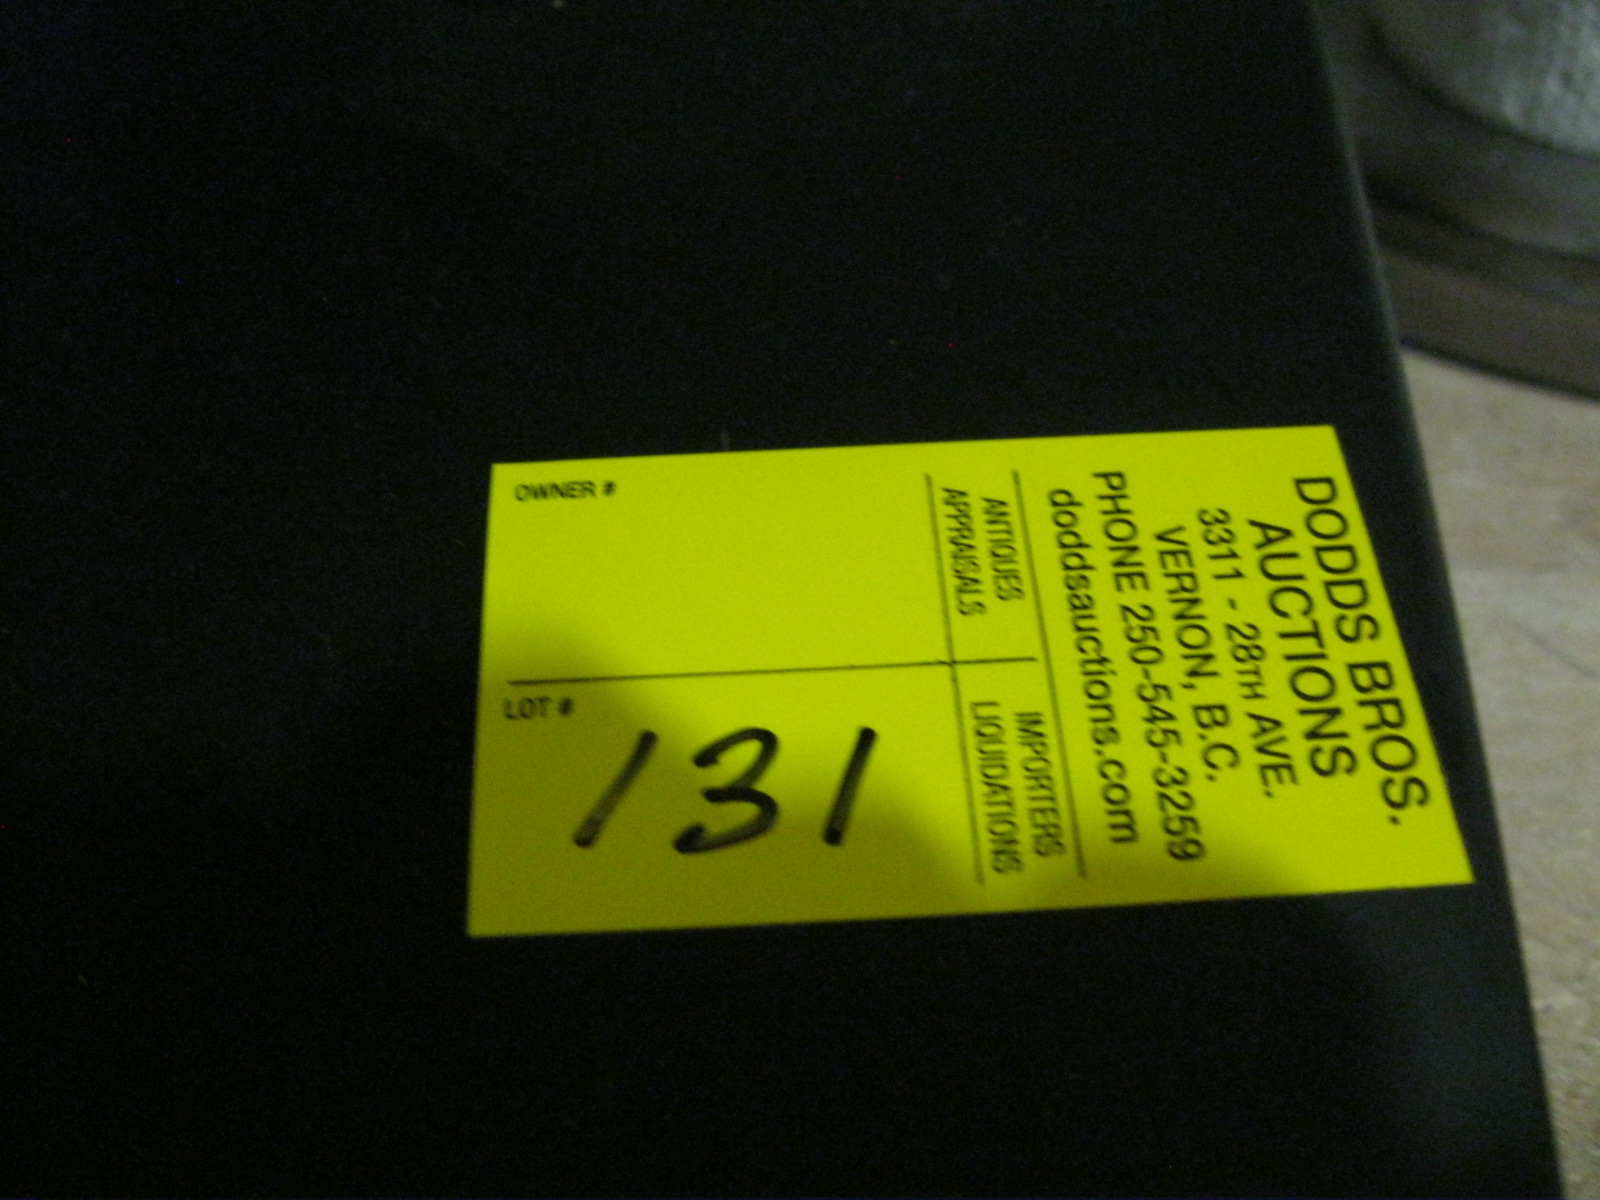 DODDS BROS.
AUCTIONS
3311 - 28TH AVE.
VERNON, B.C.
PHONE 250-545-3259
doddsauctions.com
ANTIQUES IMPORTERS
APPRAISALS LIQUIDATIONS
OWNER #
LOT #
131